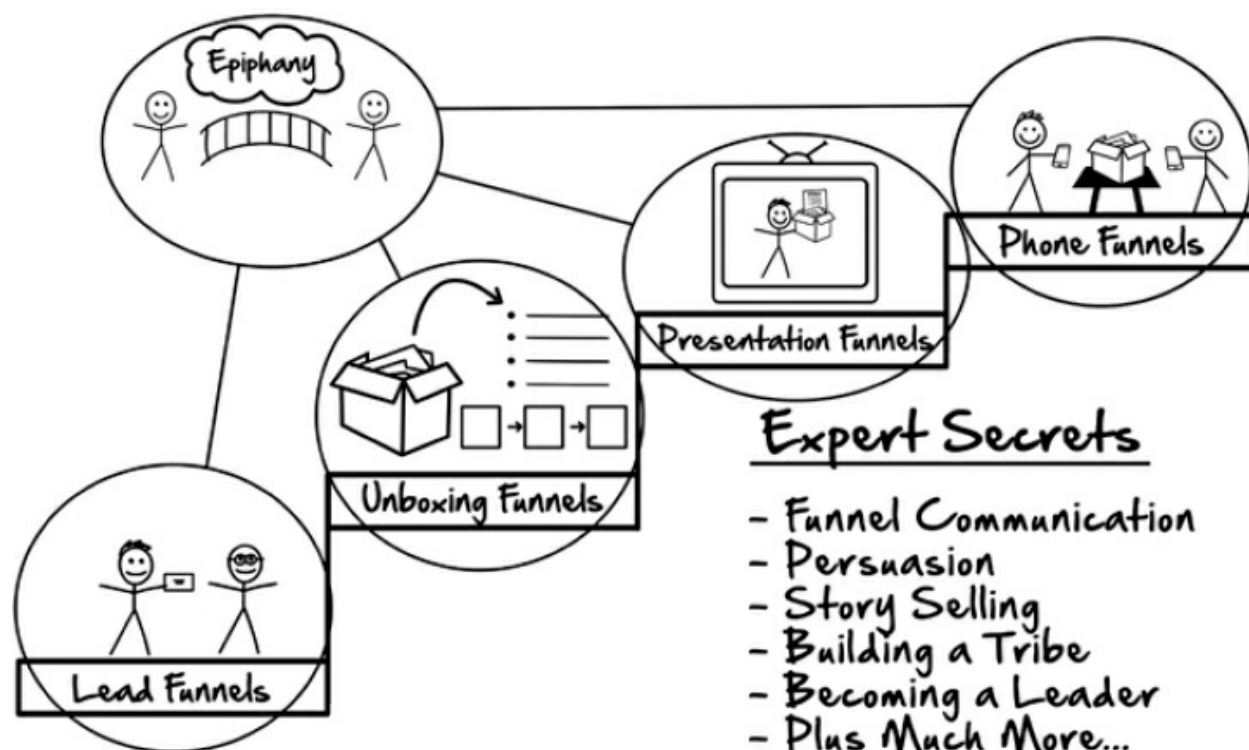 Epiphany
Phone Funnels
Presentation Funnels
Unboxing Funnels
Lead Funnels
Expert Secrets
- Funnel Communication
- Persuasion
- Story Selling
- Building a Tribe
- Becoming a Leader
- Plus Much More...